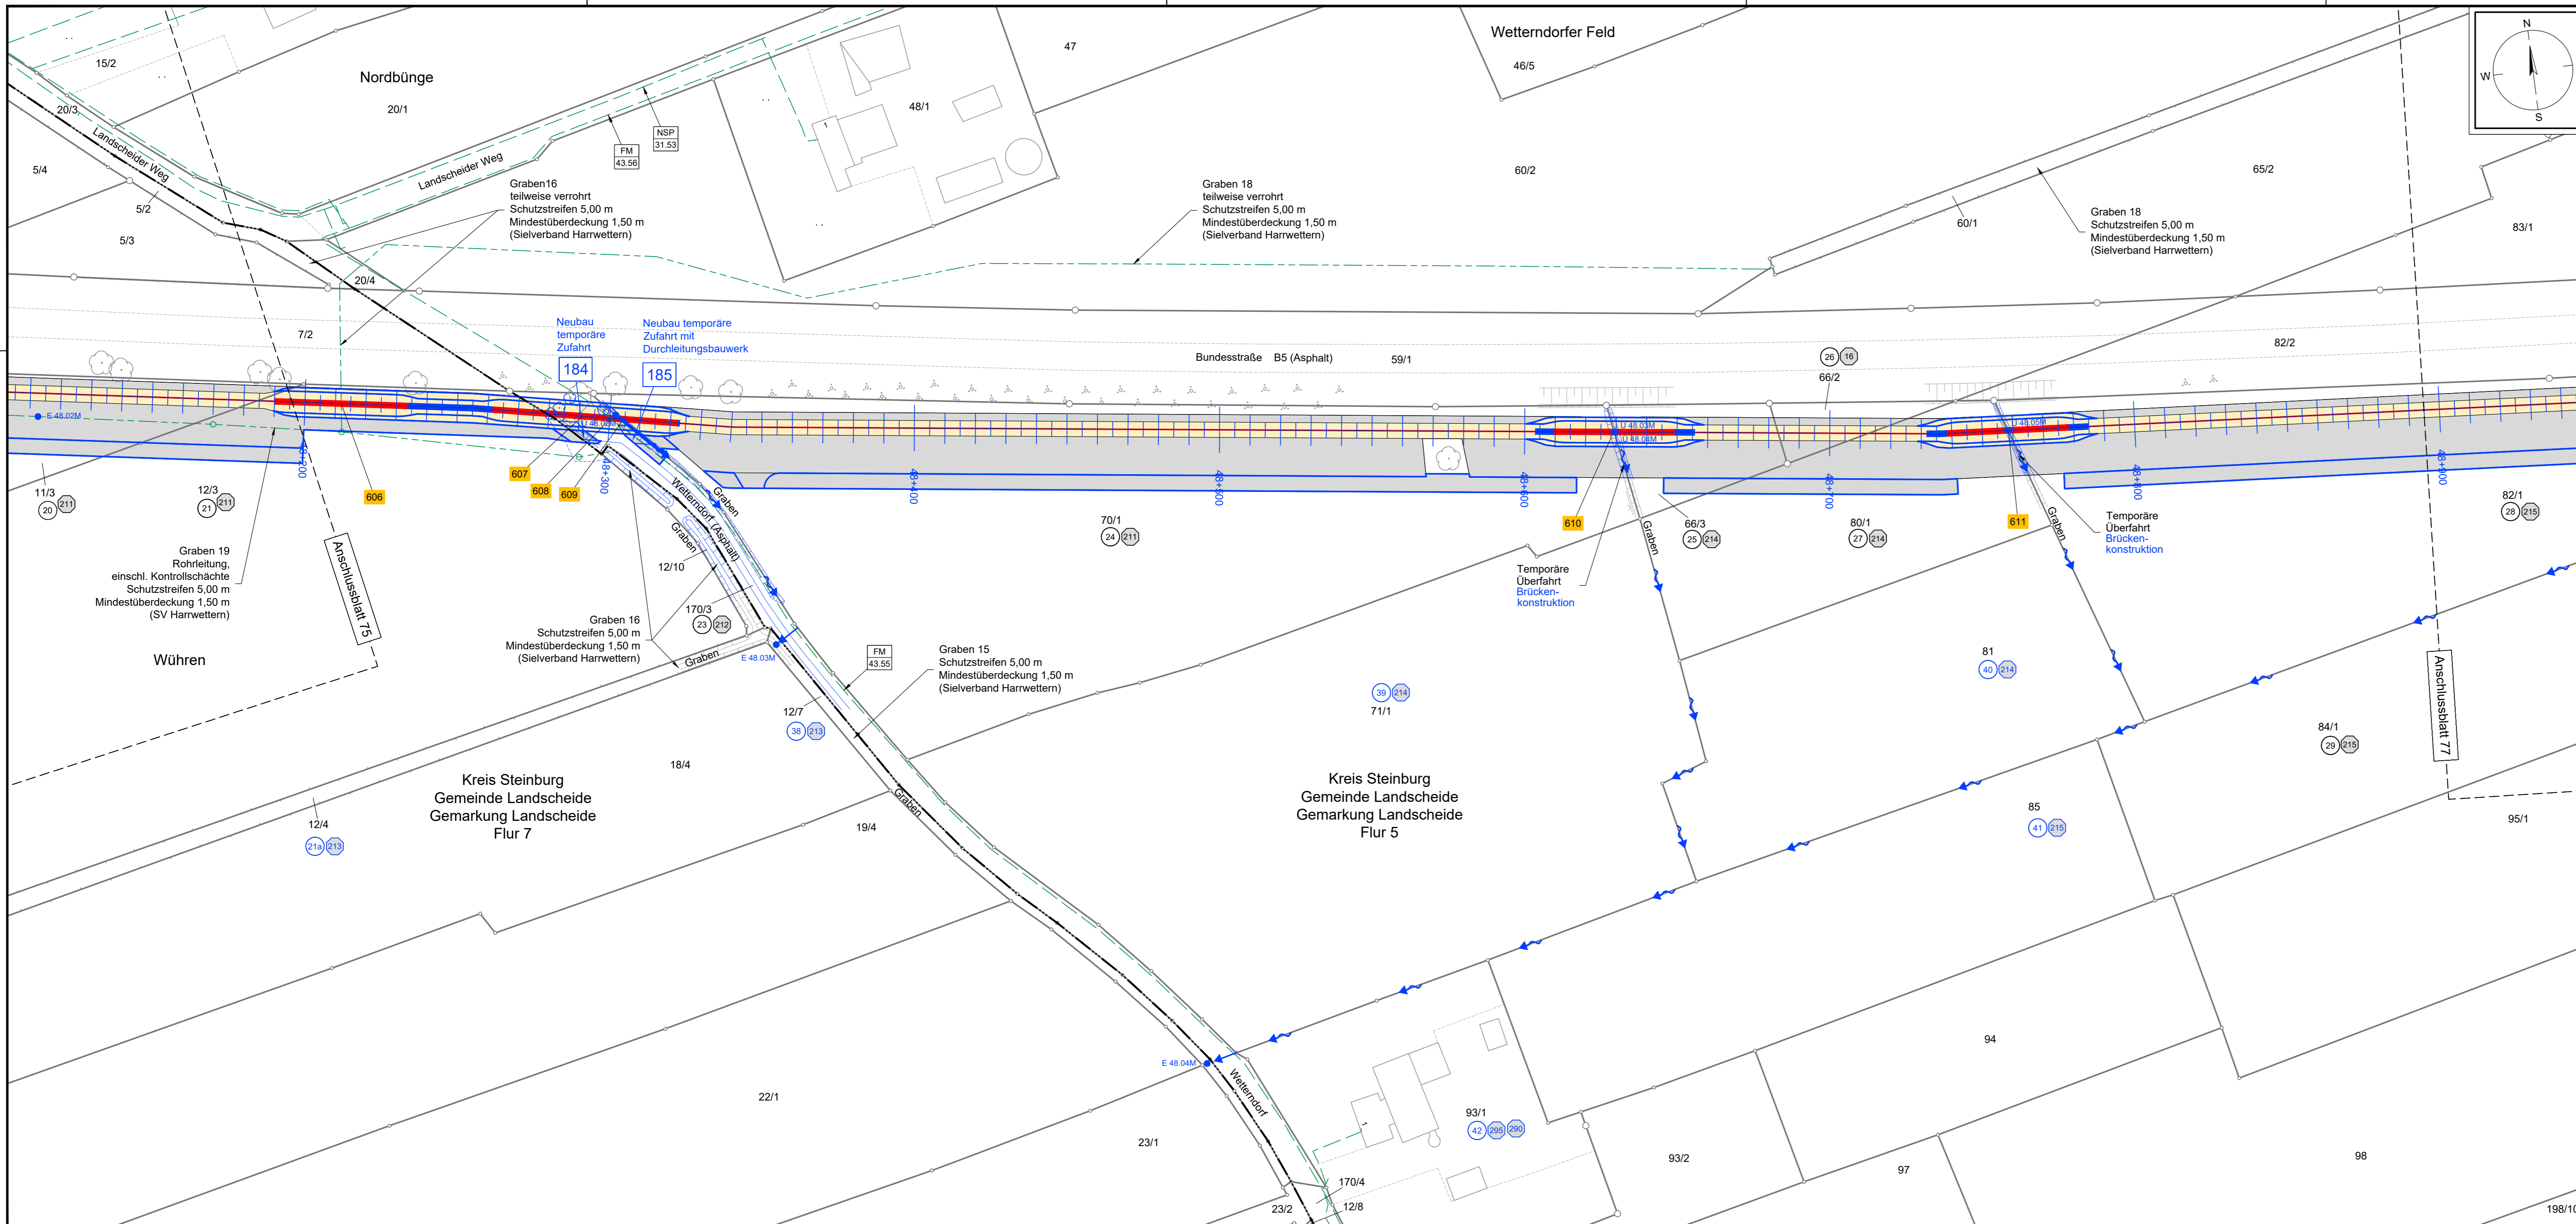 15/2
Nordbünge
20/1
20/3
Landscheider Weg
5/4
5/2
5/3
20/4
7/2
Landscheider Weg
NSP
31.53
FM
43.56
Graben16
teilweise verrohrt
Schutzstreifen 5,00 m
Mindestüberdeckung 1,50 m
(Sielverband Harrwettern)
48/1
1
47
Wetterndorfer Feld
46/5
60/2
Graben 18
teilweise verrohrt
Schutzstreifen 5,00 m
Mindestüberdeckung 1,50 m
(Sielverband Harrwettern)
60/1
65/2
Graben 18
Schutzstreifen 5,00 m
Mindestüberdeckung 1,50 m
(Sielverband Harrwettern)
83/1
N
W
S
Neubau
temporäre
Zufahrt
184
Neubau temporäre
Zufahrt mit
Durchleitungsbauwerk
185
Bundesstraße B5 (Asphalt)
59/1
26 16
66/2
82/2
E 48.02M
U 48.03M
U 48.04M
U 48.05M
48+200
48+300
48+400
48+500
48+600
48+700
48+800
48+900
606
607
608
609
610
611
11/3
20 211
12/3
21 211
Graben 19
Rohrleitung,
einschl. Kontrollschächte
Schutzstreifen 5,00 m
Mindestüberdeckung 1,50 m
(SV Harrwettern)
Anschlussblatt 75
Wühren
Wetterndorf (Asphalt)
Graben
Graben
12/10
170/3
23 212
Graben 16
Schutzstreifen 5,00 m
Mindestüberdeckung 1,50 m
(Sielverband Harrwettern)
Graben
E 48.03M
FM
43.55
Graben 15
Schutzstreifen 5,00 m
Mindestüberdeckung 1,50 m
(Sielverband Harrwettern)
12/7
38 213
70/1
24 211
Temporäre
Überfahrt
Brücken-
konstruktion
Graben
66/3
25 214
80/1
27 214
Graben
Temporäre
Überfahrt
Brücken-
konstruktion
82/1
28 215
39 214
71/1
81
40 214
84/1
29 215
Anschlussblatt 77
85
41 215
95/1
18/4
Kreis Steinburg
Gemeinde Landscheide
Gemarkung Landscheide
Flur 7
12/4
21a 213
19/4
Graben
Kreis Steinburg
Gemeinde Landscheide
Gemarkung Landscheide
Flur 5
E 48.04M
Wetterndorf
22/1
23/1
23/2
170/4
12/8
1
93/1
42 295 290
93/2
94
97
98
198/10